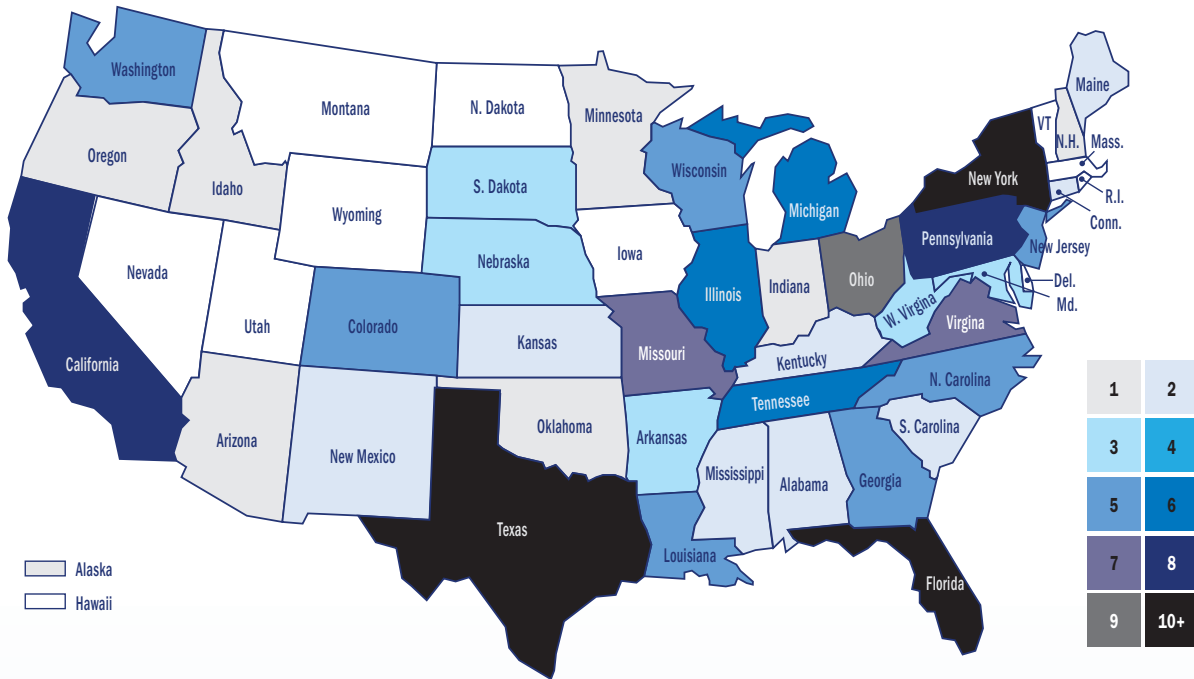 Washington
Montana
N. Dakota
Minnesota
Maine
VT
N.H.
Mass.
Oregon
Idaho
S. Dakota
Wisconsin
New York
R.I.
Wyoming
Michigan
Conn.
Nevada
Nebraska
Iowa
Pennsylvania
New Jersey
Utah
Colorado
Illinois
Indiana
Ohio
Del.
Md.
W. Virgina
Virgina
California
Kansas
Missouri
Kentucky
N. Carolina
Tennessee
Arizona
New Mexico
Oklahoma
Arkansas
S. Carolina
Mississippi
Alabama
Georgia
Texas
Louisiana
Florida
Alaska
Hawaii
1 2
3 4
5 6
7 8
9 10+